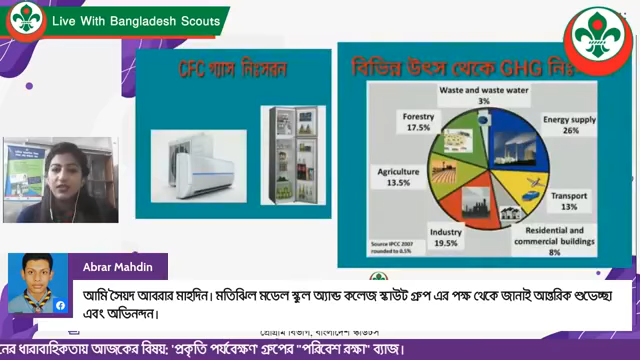 Live With Bangladesh Scouts
CFC গ্যাস নিঃসরন
বিভিন্ন উৎস থেকে GHG
Waste and waste water
3%
Forestry
17.5%
Energy supply
26%
Agriculture
13.5%
Transport
13%
Industry
19.5%
Residential and
commercial buildings
8%
Source IPCC 2007
rounded to 0.5%
Abrar Mahdin
আমি সৈয়দ আবরার মাহদিন। মতিঝিল মডেল স্কুল অ্যান্ড কলেজ স্কাউট গ্রুপ এর পক্ষ থেকে জানাই আন্তরিক শুভেচ্ছা
এবং অভিনন্দন।
প্রোগ্রাম বিভাগ, বাংলাদেশ স্কাউটস
নের ধারাবাহিকতায় আজকের বিষয়: 'প্রকৃতি পর্যবেক্ষণ' গ্রুপের "পরিবেশ রক্ষা" ব্যাজ।